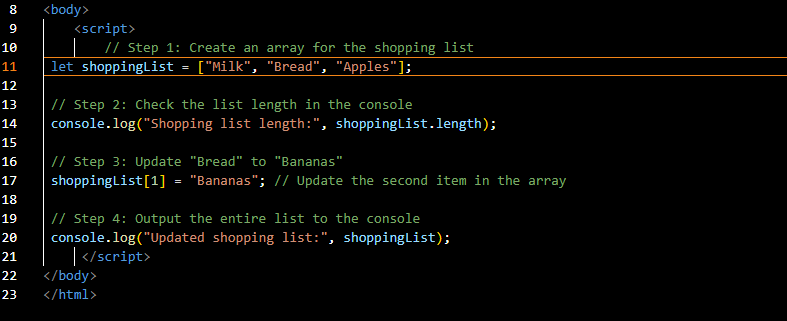 8 <body>
9 <script>
10 // Step 1: Create an array for the shopping list
11 let shoppingList = ["Milk", "Bread", "Apples"];
12
13 // Step 2: Check the list length in the console
14 console.log("Shopping list length:", shoppingList.length);
15
16 // Step 3: Update "Bread" to "Bananas"
17 shoppingList[1] = "Bananas"; // Update the second item in the array
18
19 // Step 4: Output the entire list to the console
20 console.log("Updated shopping list:", shoppingList);
21 </script>
22 </body>
23 </html>